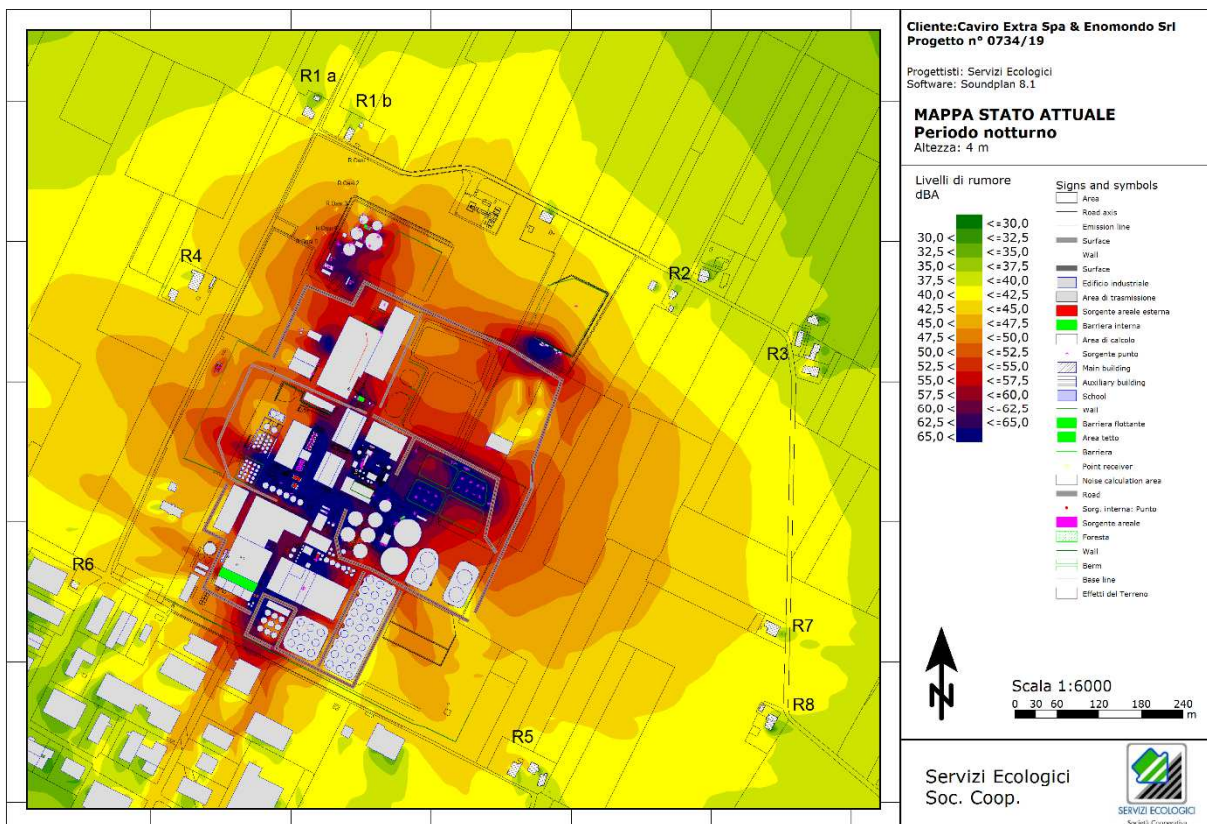 Cliente:Caviro Extra Spa & Enomondo Srl
Progetto n° 0734/19
Progettisti: Servizi Ecologici
Software: Soundplan 8.1
MAPPA STATO ATTUALE
Periodo notturno
Altezza: 4 m
Livelli di rumore
dBA
<=30,0
30,0 < <=32,5
32,5 < <=35,0
35,0 < <=37,5
37,5 < <=40,0
40,0 < <=42,5
42,5 < <=45,0
45,0 < <=47,5
47,5 < <=50,0
50,0 < <=52,5
52,5 < <=55,0
55,0 < <=57,5
57,5 < <=60,0
60,0 < <=62,5
62,5 < <=65,0
65,0 <
Signs and symbols
Area
Road axis
Emission line
Surface
Wall
Surface
Edificio industriale
Area di trasmissione
Sorgente areale esterna
Barriera interna
Area di calcolo
Sorgente punto
Main building
Auxiliary building
School
Wall
Barriera flottante
Area tetto
Barriera
Point receiver
Noise calculation area
Road
Sorg. interna: Punto
Sorgente areale
Foresta
Wall
Berm
Base line
Effetti del Terreno
N
Scala 1:6000
0 30 60 120 180 240
m
Servizi Ecologici
Soc. Coop.
SERVIZI ECOLOGICI
Società Cooperativa
R1 a
R1 b
R4
R2
R3
R6
R7
R8
R5